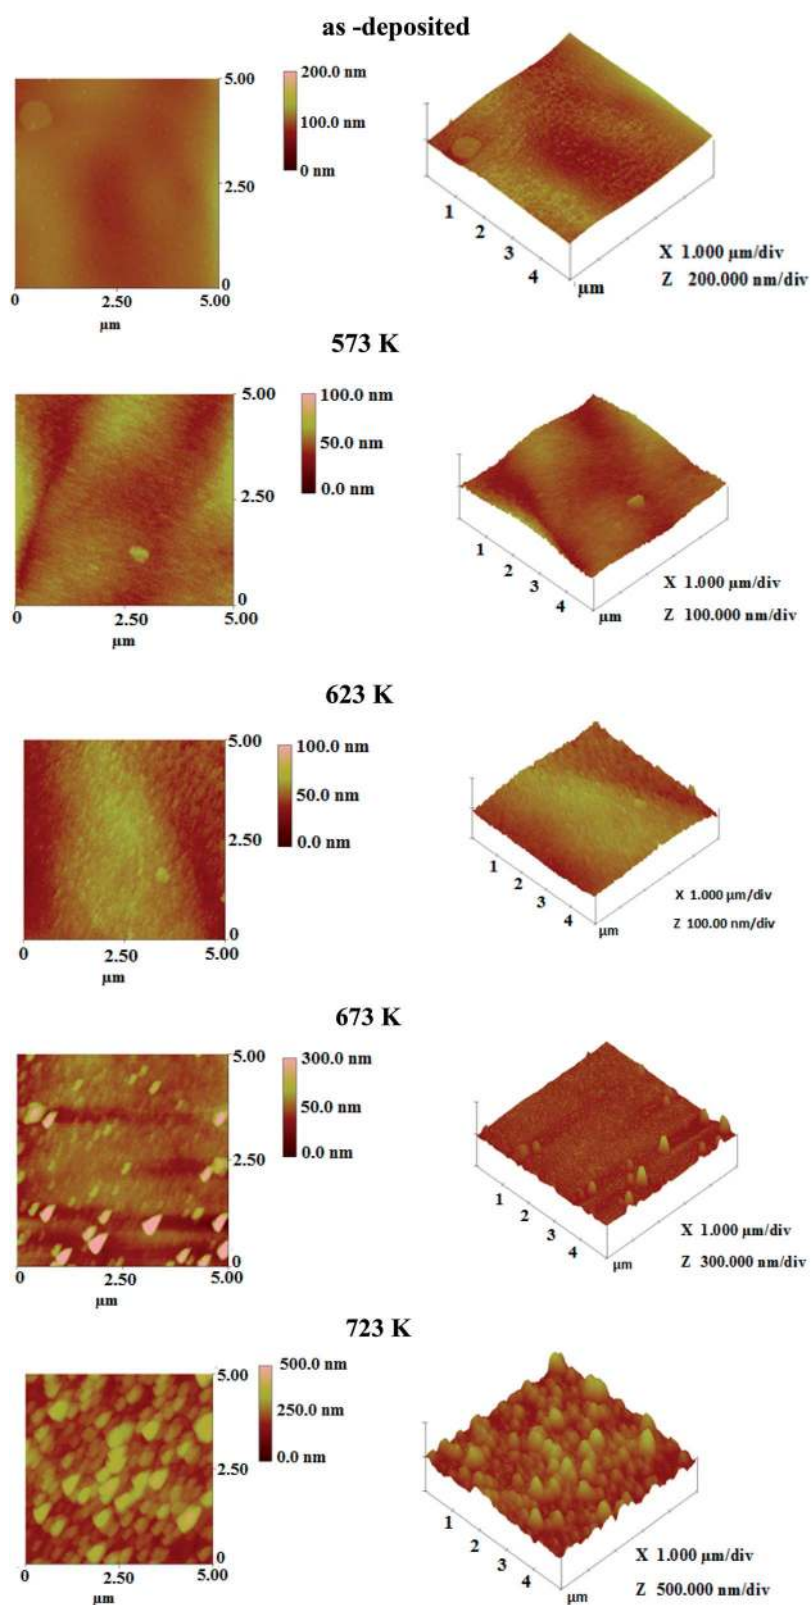 as -deposited
5.00
2.50
0
0
2.50
5.00
µm
200.0 nm
100.0 nm
0 nm
1
2
3
4
µm
X 1.000 µm/div
Z 200.000 nm/div
573 K
5.00
2.50
0
0
2.50
5.00
µm
100.0 nm
50.0 nm
0.0 nm
1
2
3
4
µm
X 1.000 µm/div
Z 100.000 nm/div
623 K
5.00
2.50
0
0
2.50
5.00
µm
100.0 nm
50.0 nm
0.0 nm
1
2
3
4
µm
X 1.000 µm/div
Z 100.00 nm/div
673 K
5.00
2.50
0
0
2.50
5.00
µm
300.0 nm
50.0 nm
0.0 nm
1
2
3
4
µm
X 1.000 µm/div
Z 300.000 nm/div
723 K
5.00
2.50
0
0
2.50
5.00
µm
500.0 nm
250.0 nm
0.0 nm
1
2
3
4
µm
X 1.000 µm/div
Z 500.000 nm/div